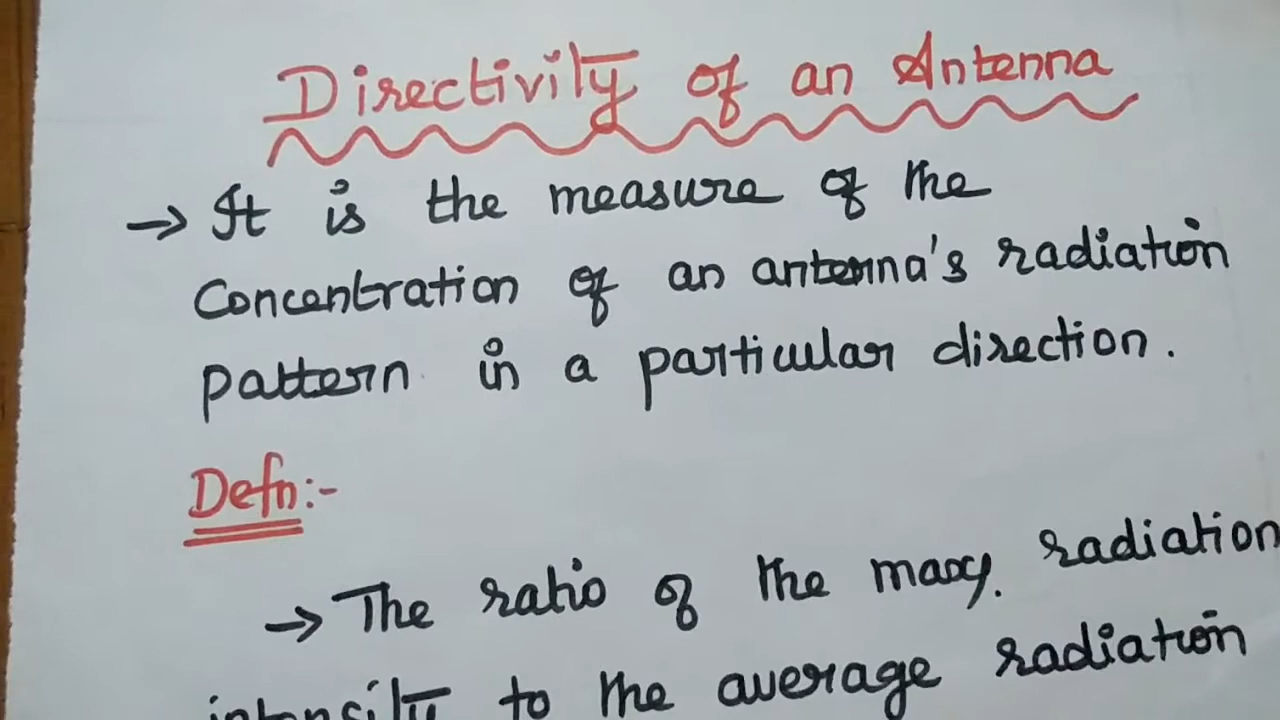 Directivity of an Antenna
→ It is the measure of the
Concentration of an antenna's radiation
pattern in a particular direction.
Defn:-
→ The ratio of the max. radiation
intensity to the average radiation